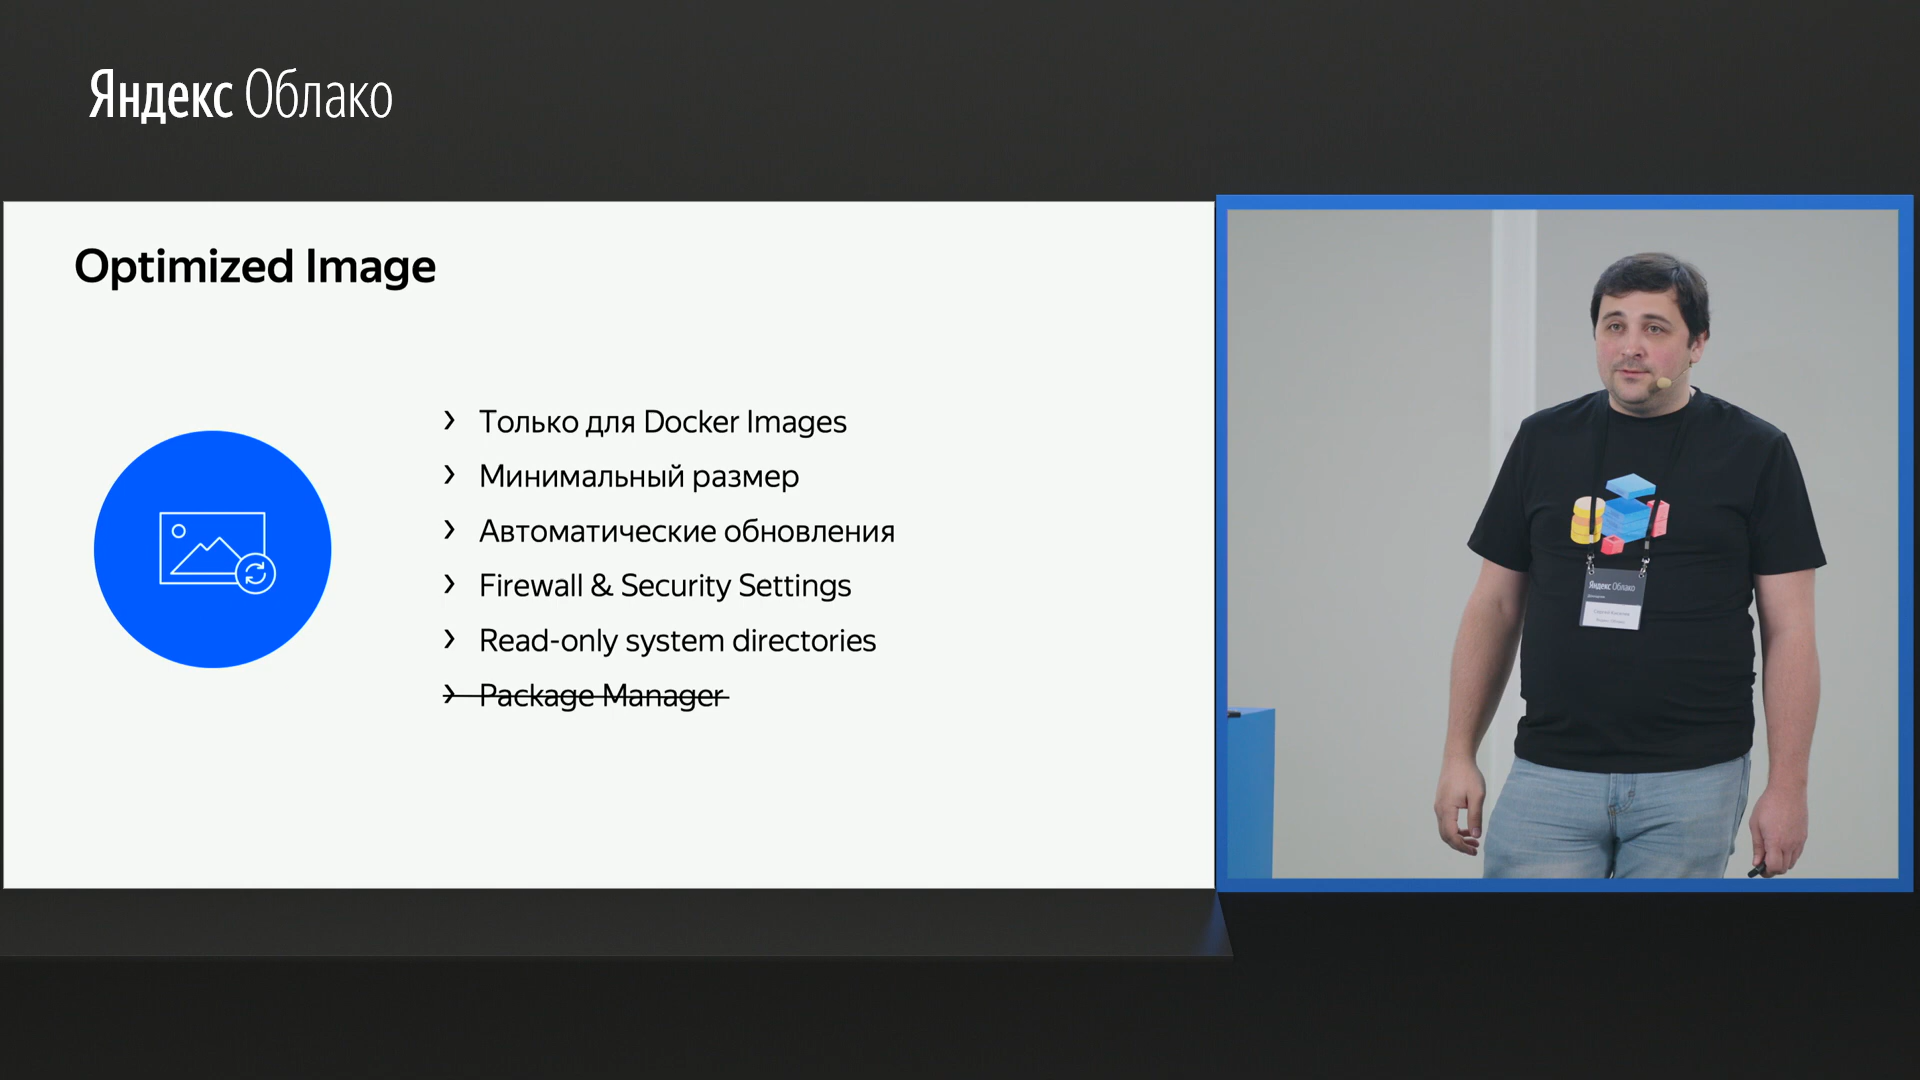 Яндекс Облако
Optimized Image
› Только для Docker Images
› Минимальный размер
› Автоматические обновления
› Firewall & Security Settings
› Read-only system directories
› Package Manager
Яндекс Облако